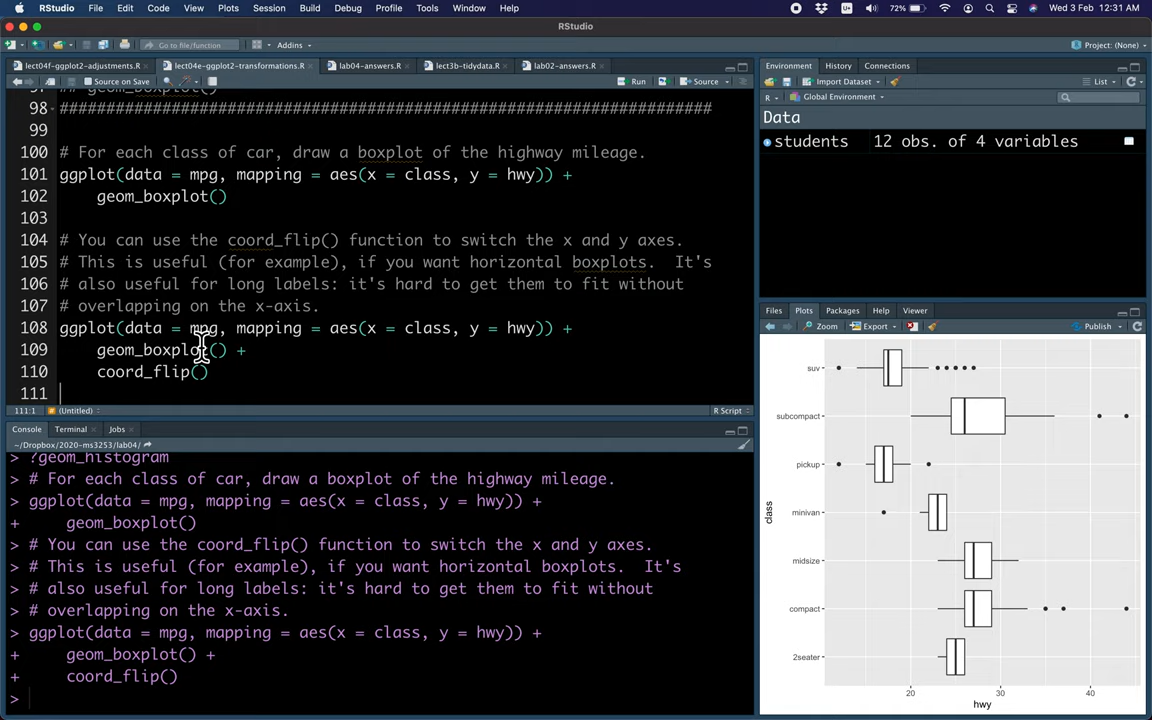 RStudio File Edit Code View Plots Session Build Debug Profile Tools Window Help 72% Wed 3 Feb 12:31 AM
RStudio
Go to file/function Addins Project: (None)
lect04f-ggplot2-adjustments.R lect04e-ggplot2-transformations.R lab04-answers.R lect3b-tidydata.R lab02-answers.R
Source on Save Run Source
## geom_boxplot()
98 #######################################################################
99
100 # For each class of car, draw a boxplot of the highway mileage.
101 ggplot(data = mpg, mapping = aes(x = class, y = hwy)) +
102 geom_boxplot()
103
104 # You can use the coord_flip() function to switch the x and y axes.
105 # This is useful (for example), if you want horizontal boxplots. It's
106 # also useful for long labels: it's hard to get them to fit without
107 # overlapping on the x-axis.
108 ggplot(data = mpg, mapping = aes(x = class, y = hwy)) +
109 geom_boxplot() +
110 coord_flip()
111
111:1 (Untitled) R Script
Console Terminal Jobs
~/Dropbox/2020-ms3253/lab04/
> ?geom_histogram
> # For each class of car, draw a boxplot of the highway mileage.
> ggplot(data = mpg, mapping = aes(x = class, y = hwy)) +
+ geom_boxplot()
> # You can use the coord_flip() function to switch the x and y axes.
> # This is useful (for example), if you want horizontal boxplots. It's
> # also useful for long labels: it's hard to get them to fit without
> # overlapping on the x-axis.
> ggplot(data = mpg, mapping = aes(x = class, y = hwy)) +
+ geom_boxplot() +
+ coord_flip()
>
Environment History Connections
Import Dataset List
R Global Environment
Data
students 12 obs. of 4 variables
Files Plots Packages Help Viewer
Zoom Export Publish
suv
subcompact
pickup
minivan
midsize
compact
2seater
class
20 30 40
hwy